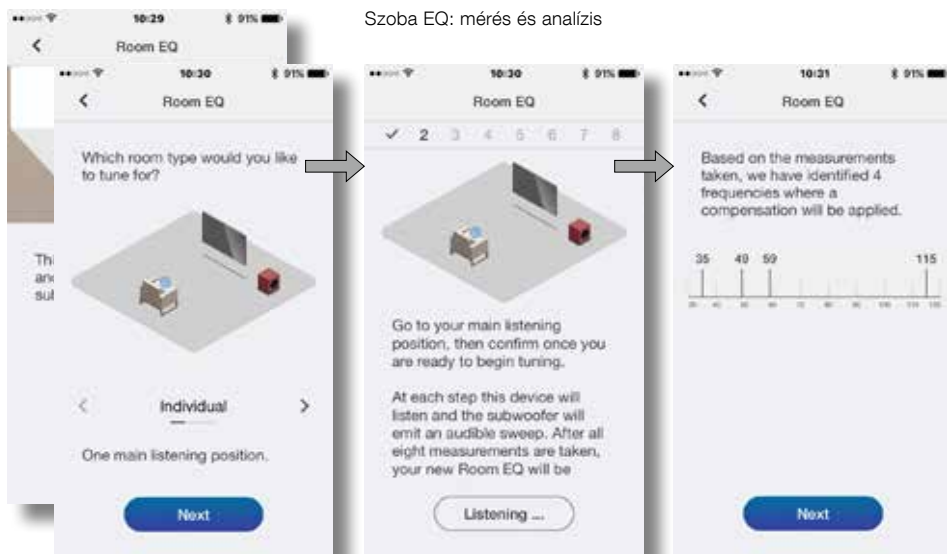 Szoba EQ: mérés és analízis
10:29
91%
Room EQ
Thi
and
sub
10:30
91%
Room EQ
Which room type would you like
to tune for?
Individual
One main listening position.
Next
10:30
Room EQ
2 3 4 5 6 7 8
Go to your main listening
position, then confirm once you
are ready to begin tuning.
At each step this device will
listen and the subwoofer will
emit an audible sweep. After all
eight measurements are taken,
your new Room EQ will be
Listening ...
10:31
91%
Room EQ
Based on the measurements
taken, we have identified 4
frequencies where a
compensation will be applied.
35 49 59 115
Next